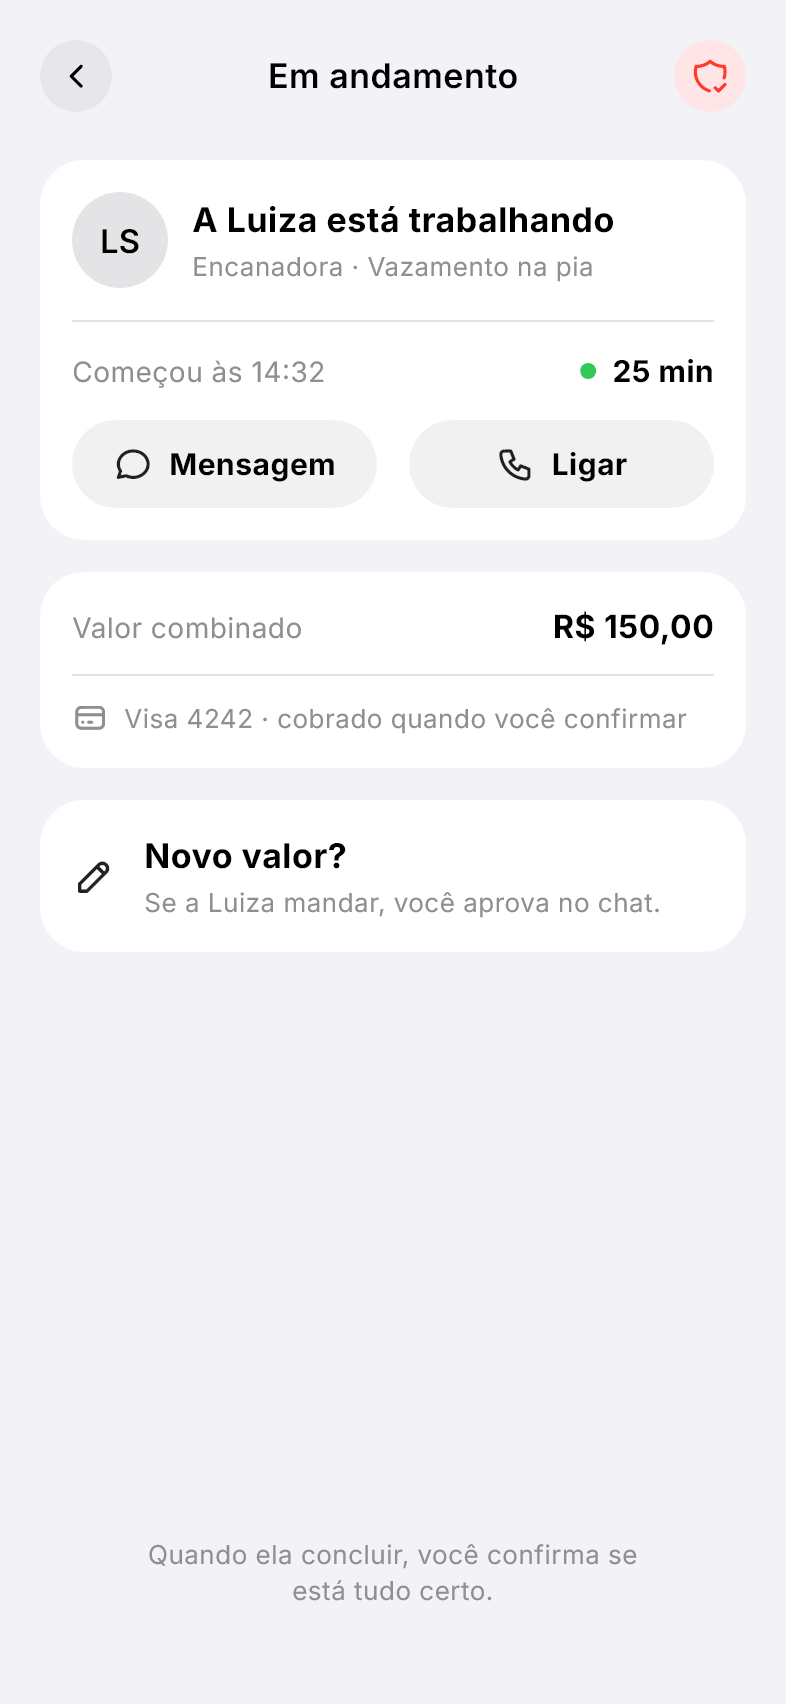 Em andamento
LS
A Luiza está trabalhando
Encanadora · Vazamento na pia
Começou às 14:32
25 min
Mensagem
Ligar
Valor combinado
R$ 150,00
Visa 4242 · cobrado quando você confirmar
Novo valor?
Se a Luiza mandar, você aprova no chat.
Quando ela concluir, você confirma se
está tudo certo.